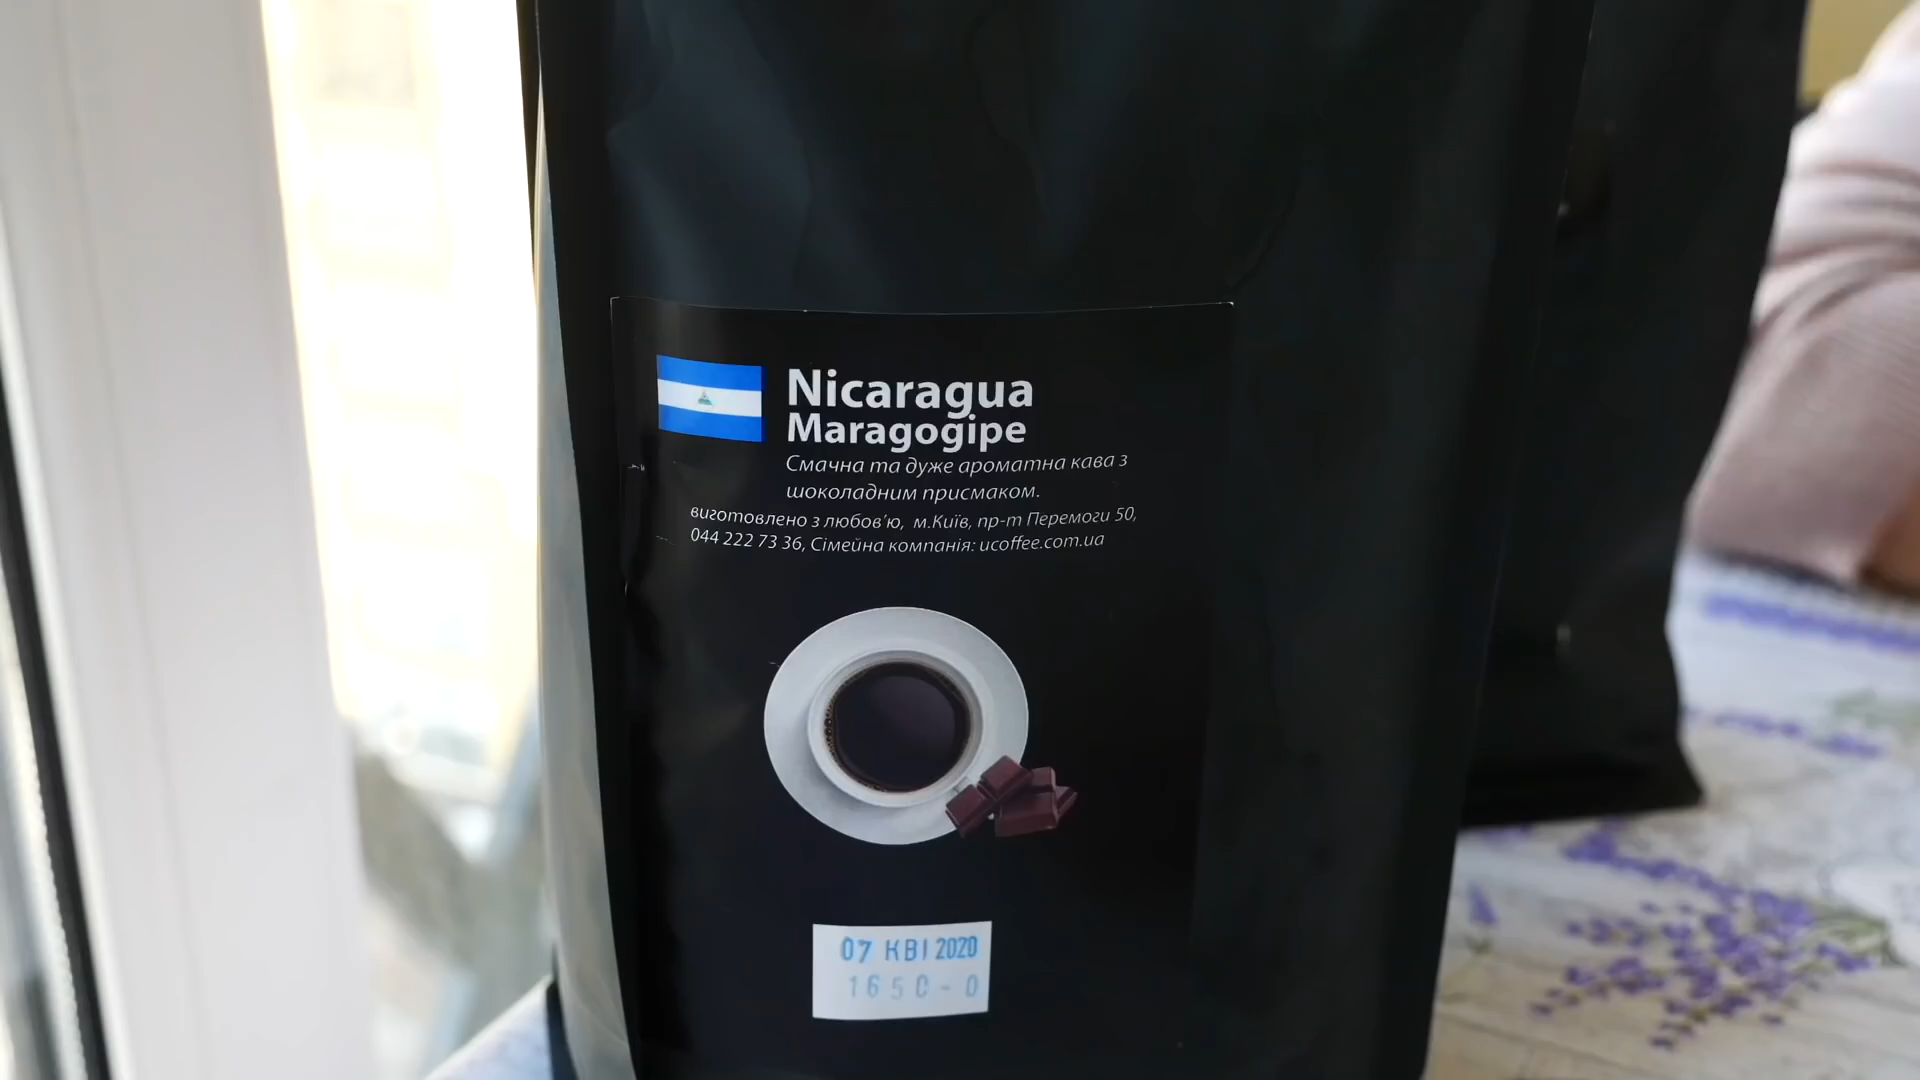 Nicaragua
Maragogipe
Смачна та дуже ароматна кава з
шоколадним присмаком.
виготовлено з любов'ю, м.Київ, пр-т Перемоги 50,
044 222 73 36, Сімейна компанія: ucoffee.com.ua
07 КВІ 2020
1650-0